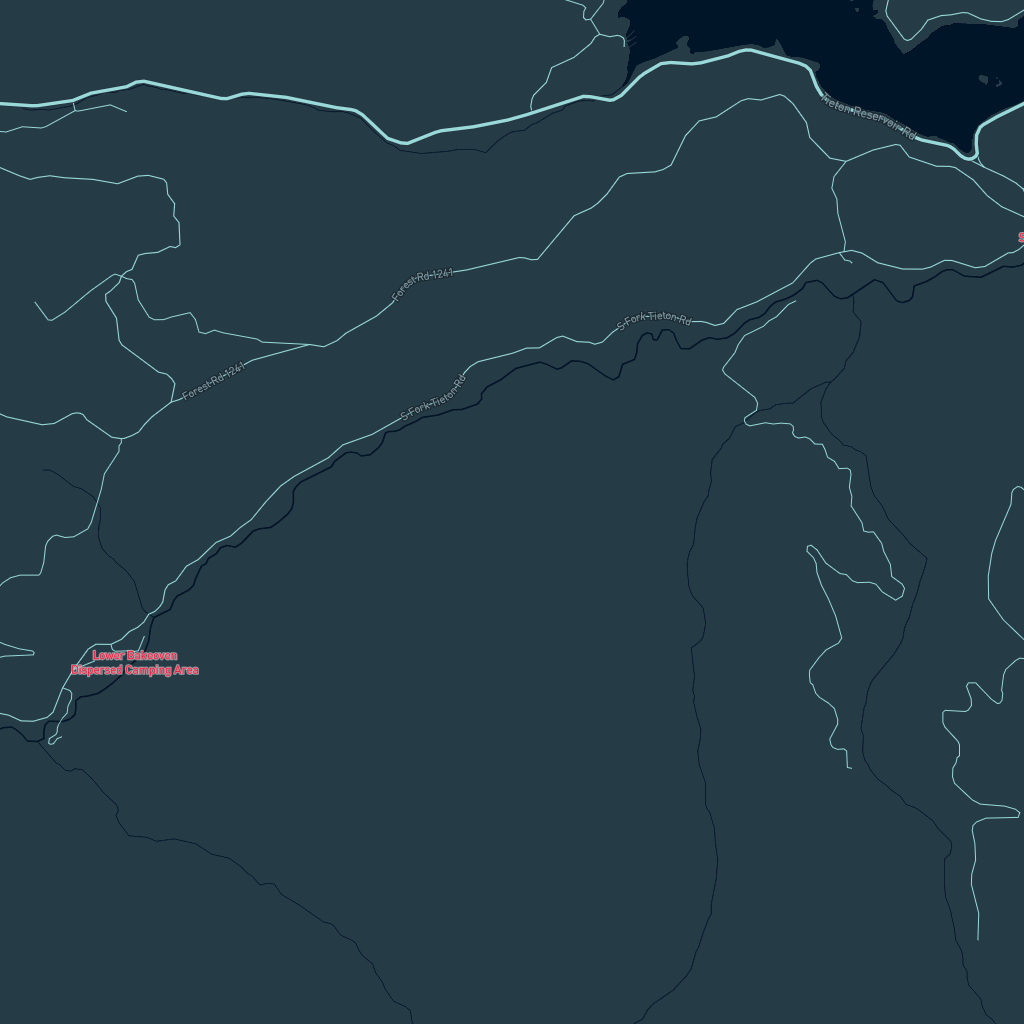 Tieton Reservoir Rd
S
Forest Rd 1241
S Fork Tieton Rd
Forest Rd 1241
S Fork Tieton Rd
Lower Bakeoven
Dispersed Camping Area